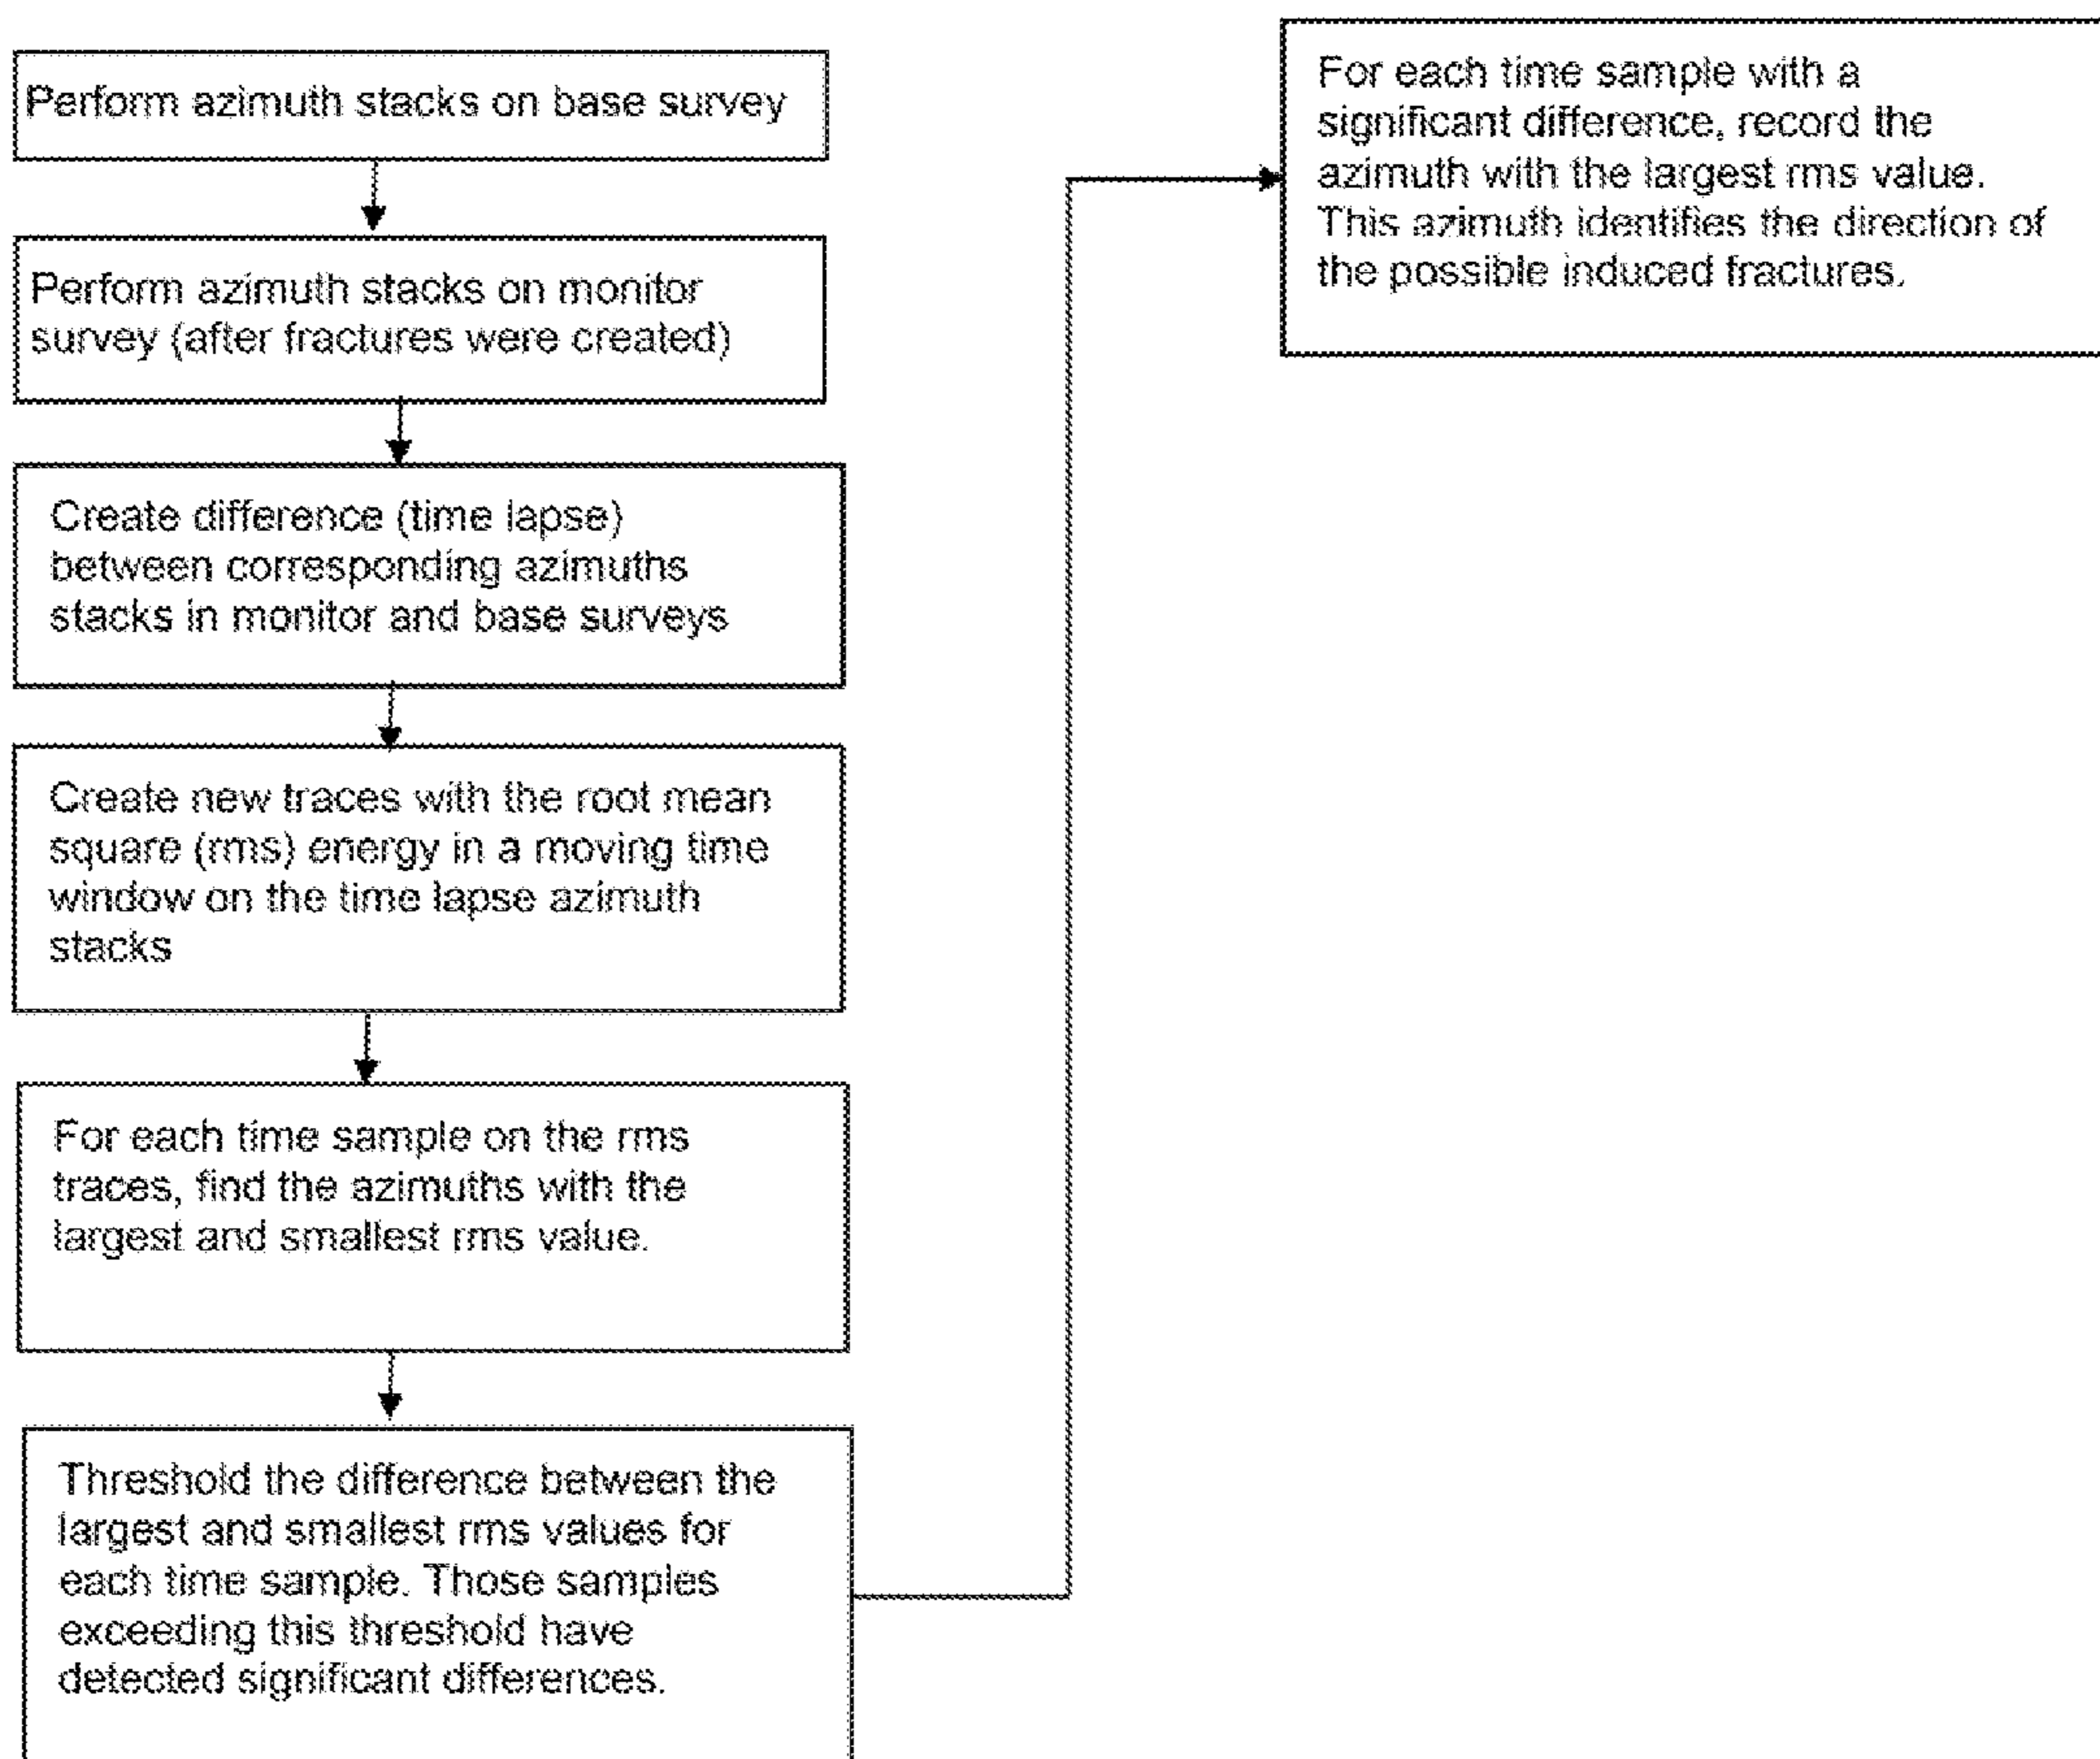 Perform azimuth stacks on base survey
Perform azimuth stacks on monitor
survey (after fractures were created)
Create difference (time lapse)
between corresponding azimuths
stacks in monitor and base surveys
Create new traces with the root mean
square (rms) energy in a moving time
window on the time lapse azimuth
stacks
For each time sample on the rms
traces, find the azimuths with the
largest and smallest rms value.
Threshold the difference between the
largest and smallest rms values for
each time sample. Those samples
exceeding this threshold have
detected significant differences.
For each time sample with a
significant difference, record the
azimuth with the largest rms value.
This azimuth identifies the direction of
the possible induced fractures.